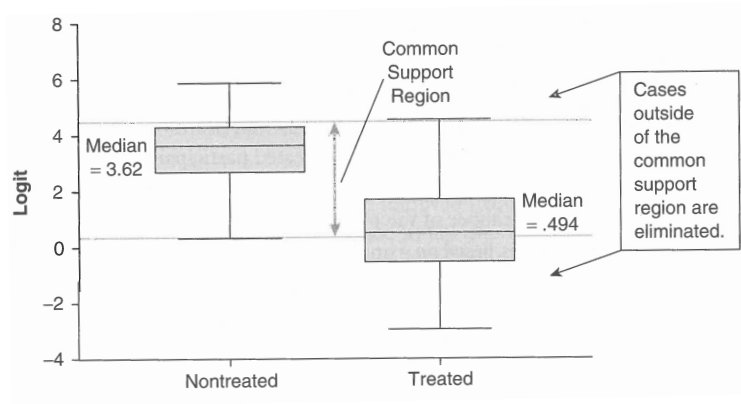 8
6
4
2
0
−2
−4
Logit
Nontreated
Treated
Median
= 3.62
Common
Support
Region
Median
= .494
Cases
outside
of the
common
support
region are
eliminated.